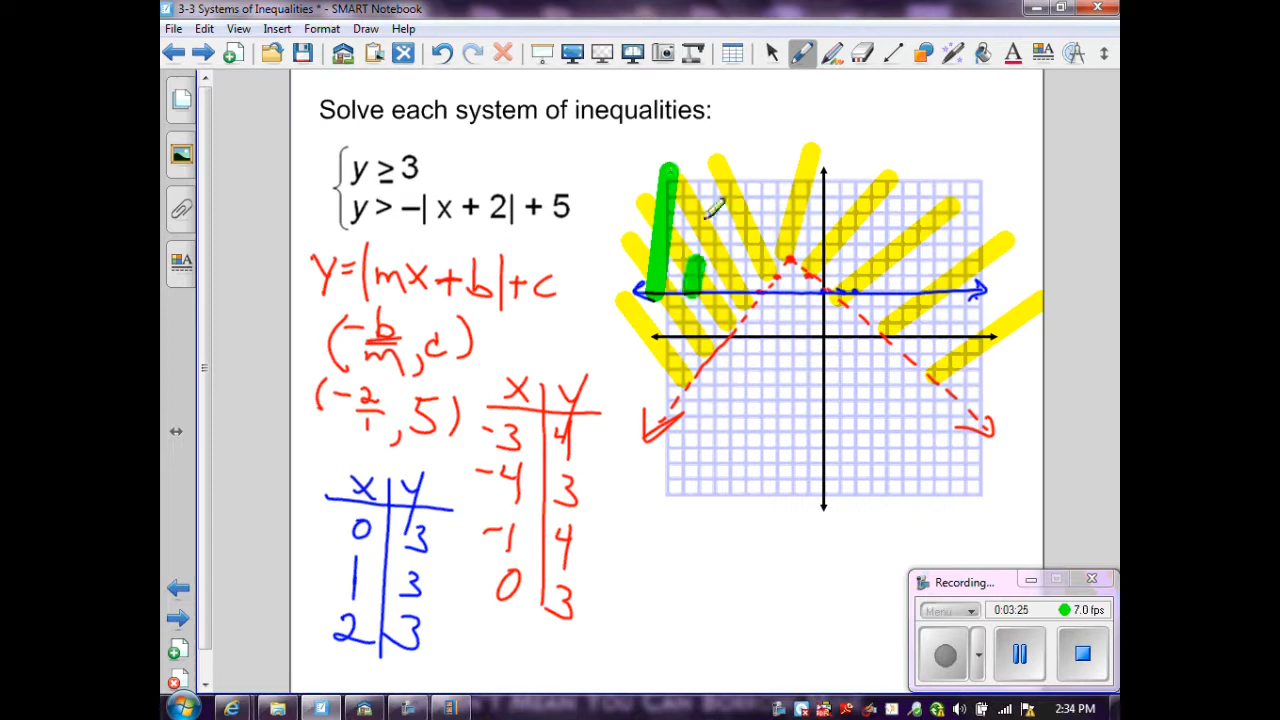 3-3 Systems of Inequalities * - SMART Notebook
File Edit View Insert Format Draw Help
Solve each system of inequalities:
y ≥ 3
y > –| x + 2| + 5
y=|mx+b|+c
(-b/m, c)
(-2/1, 5)
x y
-3 4
-4 3
-1 4
0 3
x y
0 3
1 3
2 3
Recording...
Menu 0:03:25 7.0 fps
2:34 PM